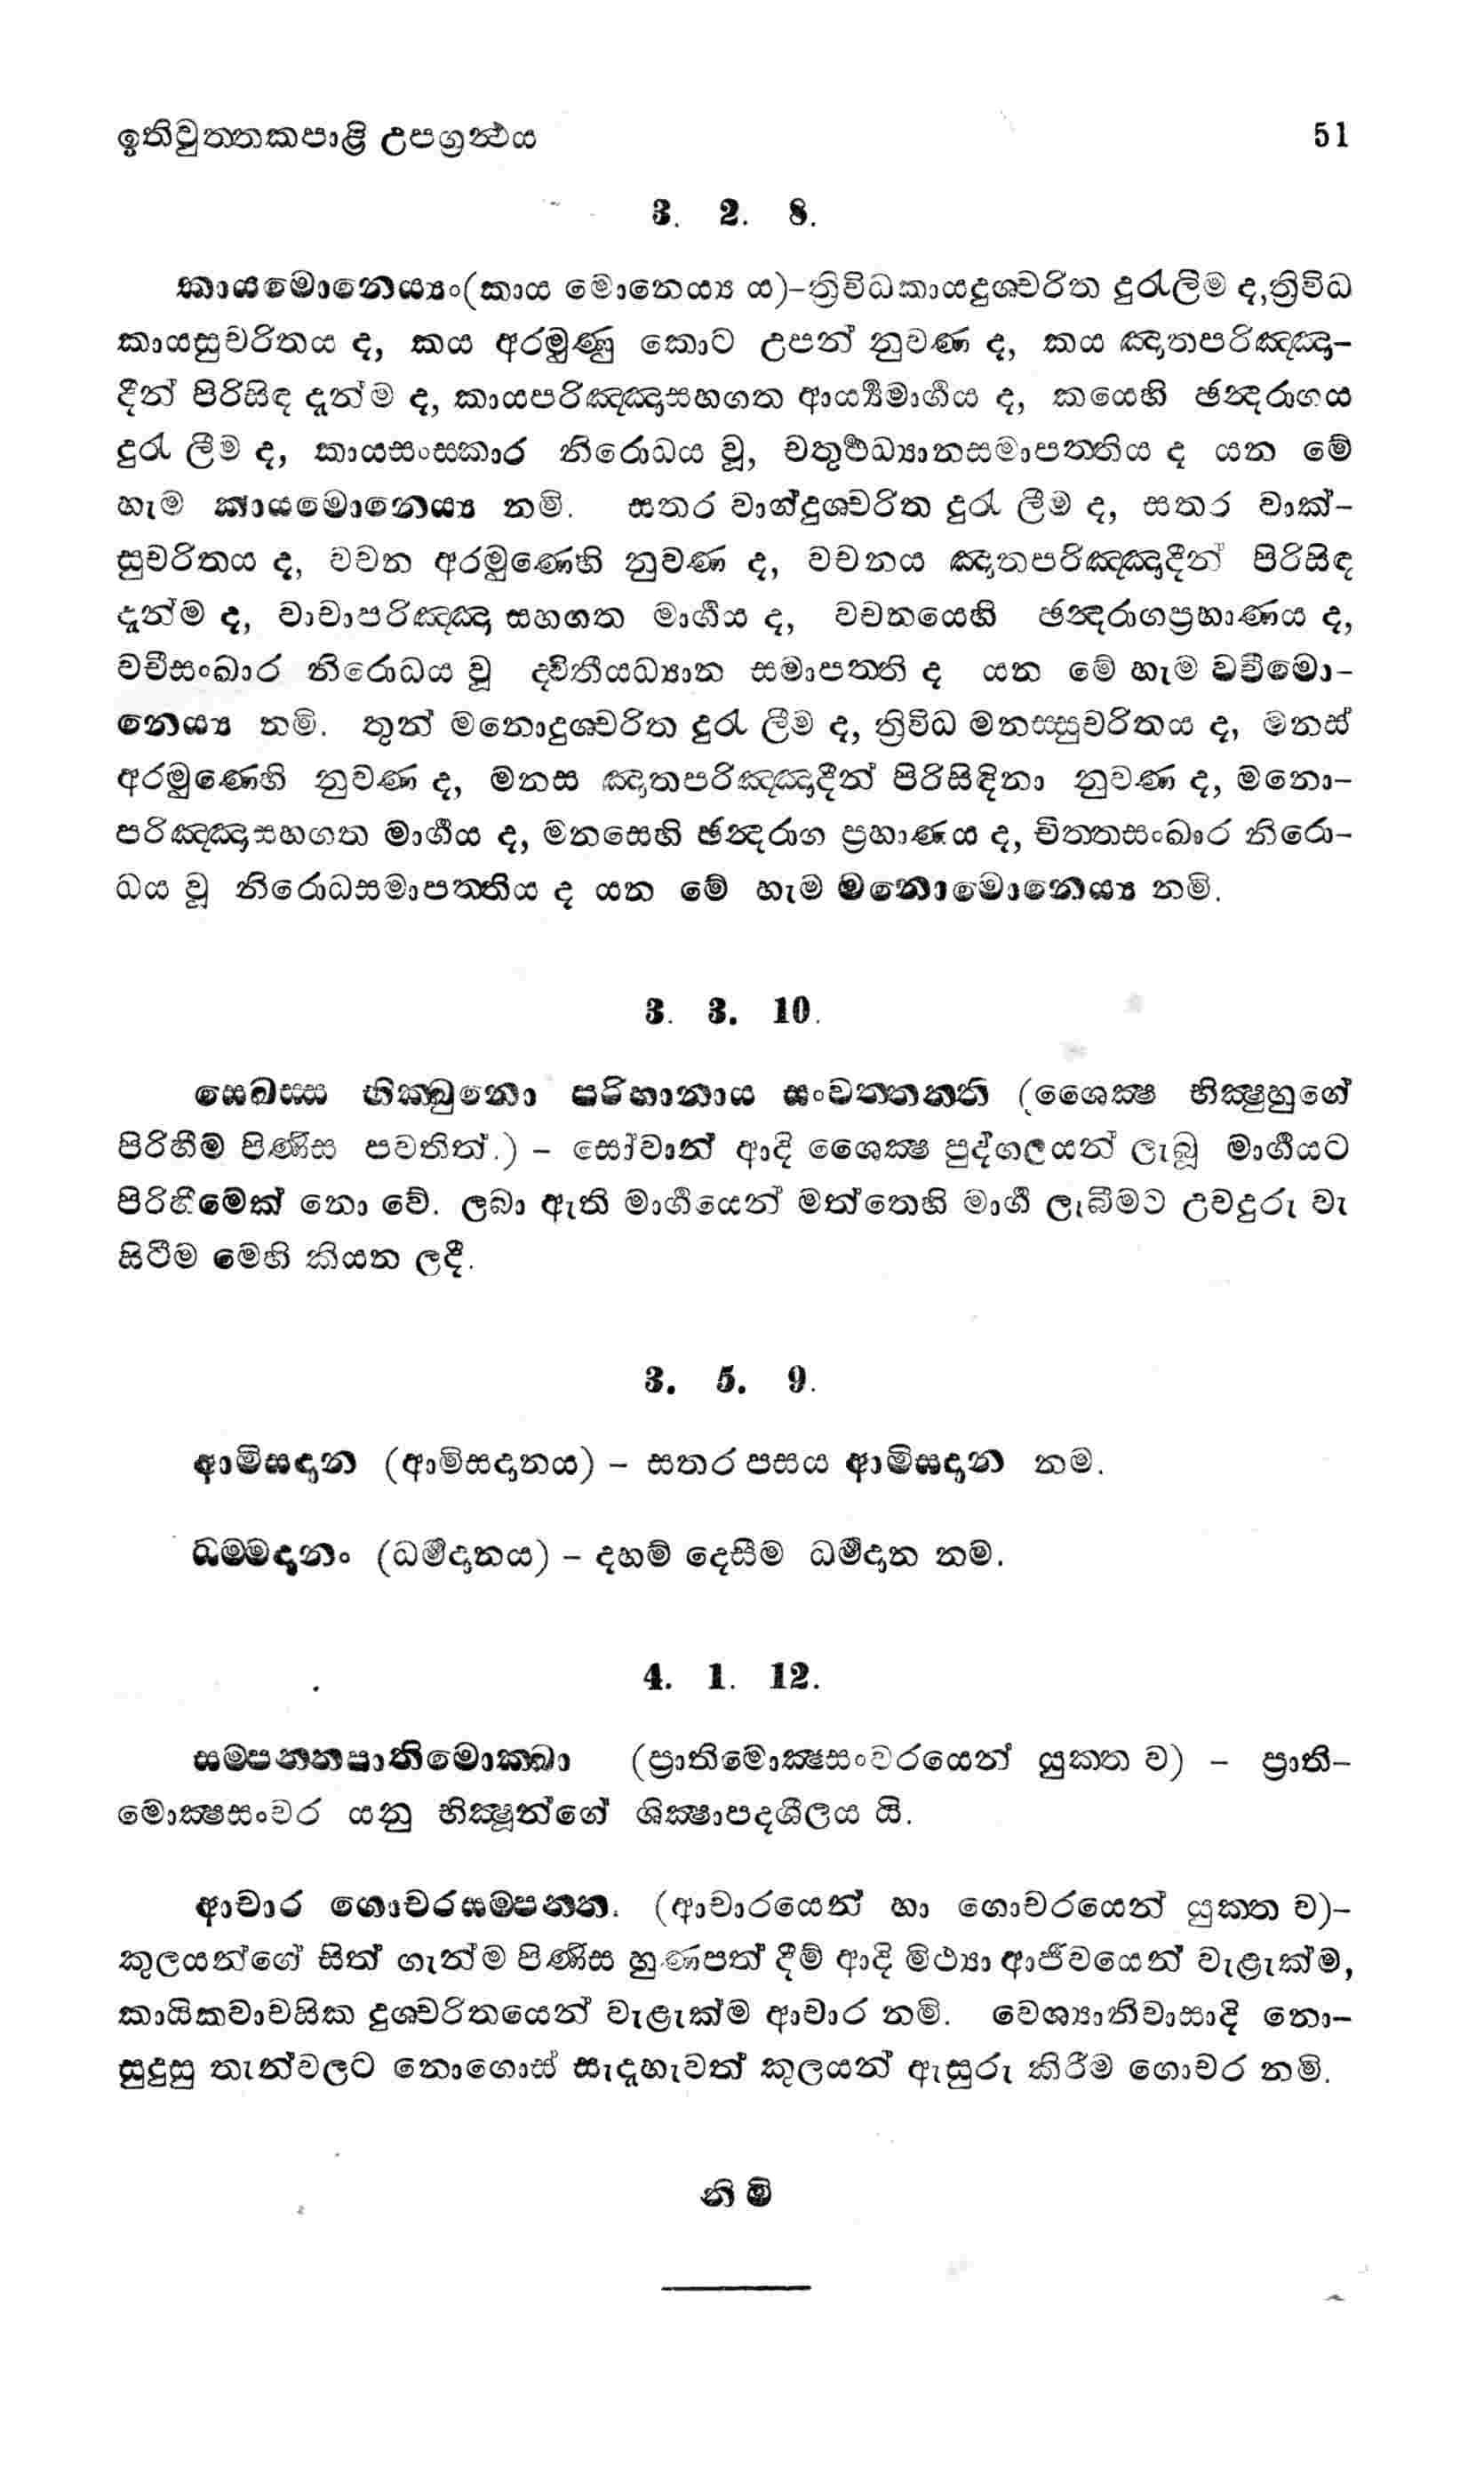 ඉතිවුත්තකපාළි උපග්‍රන්‍ථය 51
3. 2. 8.
කායමොනෙය්‍යං(කාය මොනෙය්‍ය ය)-ත්‍රිවිධකායදුශ්චරිත දුරැලීම ද,ත්‍රිවිධ
කායසුචරිතය ද, කය අරමුණු කොට උපන් නුවණ ද, කය ඤාතපරිඤ්ඤා-
දීන් පිරිසිඳ දැන්ම ද, කායපරිඤ්ඤාසහගත ආර්‍ය්‍යමාර්‍ගය ද, කයෙහි ඡන්‍දරාගය
දුරැ ලීම ද, කායසංස්කාර නිරොධය වූ, චතුර්‍ථධ්‍යානසමාපත්තිය ද යන මේ
හැම කායමොනෙය්‍ය නම්. සතර වාග්දුශ්චරිත දුරැ ලීම ද, සතර වාක්-
සුචරිතය ද, වචන අරමුණෙහි නුවණ ද, වචනය ඤාතපරිඤ්ඤාදීන් පිරිසිඳ
දැන්ම ද, වාචාපරිඤ්ඤා සහගත මාර්‍ගය ද, වචනයෙහි ඡන්‍දරාගප්‍රහාණය ද,
වචීසංඛාර නිරොධය වූ ද්විතීයධ්‍යාන සමාපත්ති ද යන මේ හැම වචීමො-
නෙය්‍ය නම්. තුන් මනොදුශ්චරිත දුරැ ලීම ද, ත්‍රිවිධ මනස්සුචරිතය ද, මනස්
අරමුණෙහි නුවණ ද, මනස ඤාතපරිඤ්ඤාදීන් පිරිසිඳිනා නුවණ ද, මනො-
පරිඤ්ඤාසහගත මාර්‍ගය ද, මනසෙහි ඡන්‍දරාග ප්‍රහාණය ද, චිත්තසංඛාර නිරො-
ධය වූ නිරොධසමාපත්තිය ද යන මේ හැම මනොමොනෙය්‍ය නම්.
3. 3. 10.
සෙඛස්ස භික්ඛුනො පරිහානාය සංවත්තන්ති (ශෛක්‍ෂ භික්‍ෂුහුගේ
පිරිහීම පිණිස පවතිත්.) - සෝවාන් ආදි ශෛක්‍ෂ පුද්ගලයන් ලැබූ මාර්‍ගයට
පිරිහීමෙක් නො වේ. ලබා ඇති මාර්‍ගයෙන් මත්තෙහි මාර්‍ග ලැබීමට උවදුරු වැ
සිටීම මෙහි කියන ලදී.
3. 5. 9.
ආමිසදාන (ආමිසදානය) - සතර පසය ආමිසදාන නම.
ධම්මදානං (ධර්‍මදානය) - දහම් දෙසීම ධර්‍මදාන නම.
4. 1. 12.
සම්පන්නපාතිමොක්ඛා (ප්‍රාතිමොක්‍ෂසංවරයෙන් යුක්ත ව) - ප්‍රාති-
මොක්‍ෂසංවර යනු භික්‍ෂූන්ගේ ශික්‍ෂාපදශීලය යි.
ආචාර ගොචරසම්පන්න. (ආචාරයෙන් හා ගොචරයෙන් යුක්ත ව)-
කුලයන්ගේ සිත් ගැන්ම පිණිස හුණපත් දීම් ආදි මිථ්‍යා ආජීවයෙන් වැළැක්ම,
කායිකවාචසික දුශ්චරිතයෙන් වැළැක්ම ආචාර නම්. වෙශ්‍යානිවාසාදි නො-
සුදුසු තැන්වලට නොගොස් සැදැහැවත් කුලයන් ඇසුරු කිරීම ගොචර නම්.
නිමි